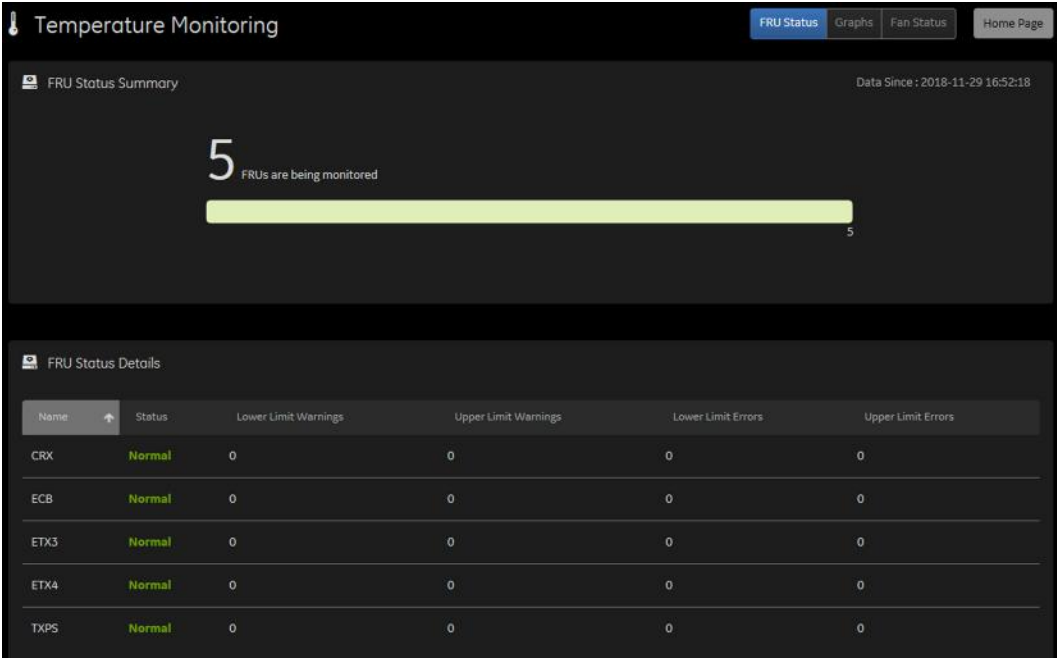 Temperature Monitoring FRU Status Graphs Fan Status Home Page
FRU Status Summary Data Since : 2018-11-29 16:52:18
5 FRUs are being monitored
5
FRU Status Details
Name Status Lower Limit Warnings Upper Limit Warnings Lower Limit Errors Upper Limit Errors
CRX Normal 0 0 0 0
ECB Normal 0 0 0 0
ETX3 Normal 0 0 0 0
ETX4 Normal 0 0 0 0
TXPS Normal 0 0 0 0